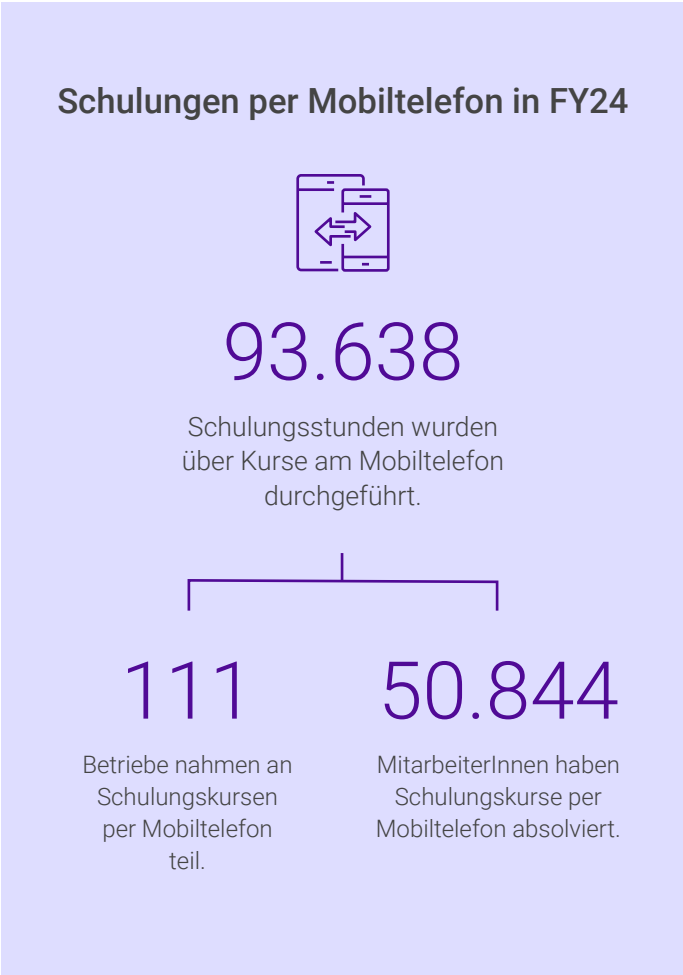 Schulungen per Mobiltelefon in FY24
93.638
Schulungsstunden wurden
über Kurse am Mobiltelefon
durchgeführt.
111
Betriebe nahmen an
Schulungskursen
per Mobiltelefon
teil.
50.844
MitarbeiterInnen haben
Schulungskurse per
Mobiltelefon absolviert.